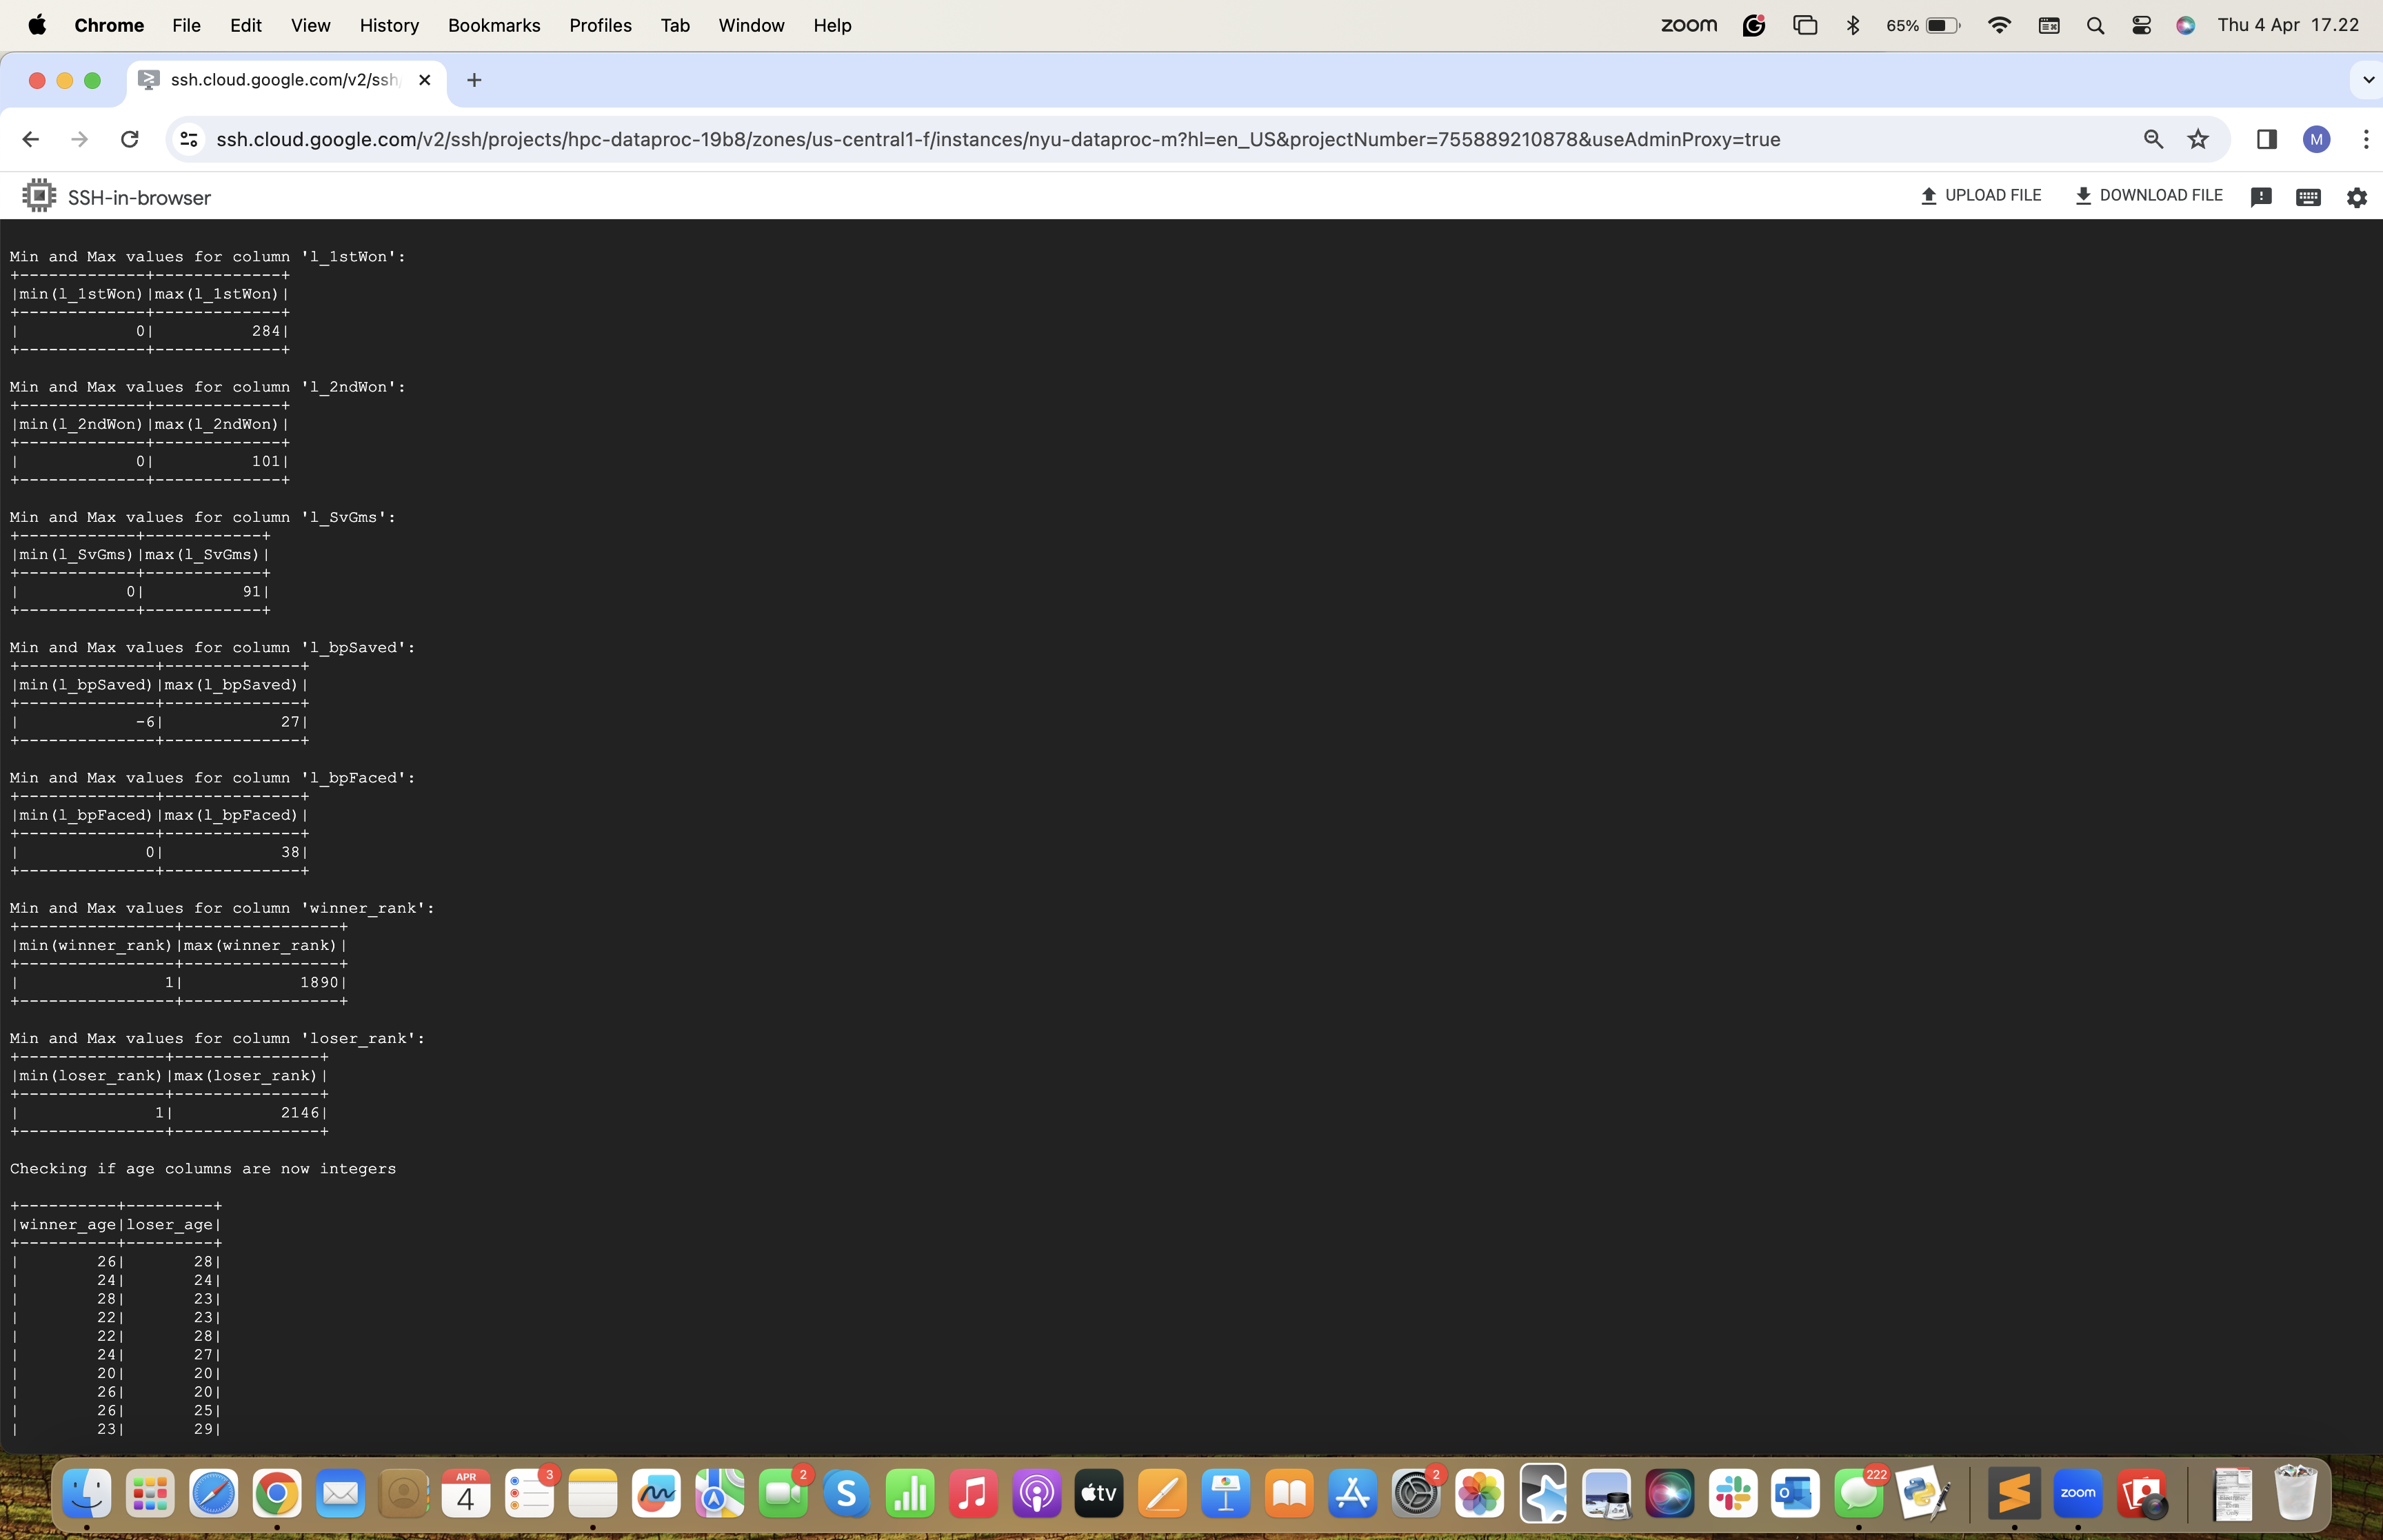 Chrome File Edit View History Bookmarks Profiles Tab Window Help zoom 65% Thu 4 Apr 17.22
ssh.cloud.google.com/v2/ssh/
ssh.cloud.google.com/v2/ssh/projects/hpc-dataproc-19b8/zones/us-central1-f/instances/nyu-dataproc-m?hl=en_US&projectNumber=755889210878&useAdminProxy=true M
SSH-in-browser UPLOAD FILE DOWNLOAD FILE
Min and Max values for column 'l_1stWon':
+-------------+-------------+
|min(l_1stWon)|max(l_1stWon)|
+-------------+-------------+
|            0|          284|
+-------------+-------------+
Min and Max values for column 'l_2ndWon':
+-------------+-------------+
|min(l_2ndWon)|max(l_2ndWon)|
+-------------+-------------+
|            0|          101|
+-------------+-------------+
Min and Max values for column 'l_SvGms':
+------------+------------+
|min(l_SvGms)|max(l_SvGms)|
+------------+------------+
|           0|          91|
+------------+------------+
Min and Max values for column 'l_bpSaved':
+--------------+--------------+
|min(l_bpSaved)|max(l_bpSaved)|
+--------------+--------------+
|            -6|            27|
+--------------+--------------+
Min and Max values for column 'l_bpFaced':
+--------------+--------------+
|min(l_bpFaced)|max(l_bpFaced)|
+--------------+--------------+
|             0|            38|
+--------------+--------------+
Min and Max values for column 'winner_rank':
+----------------+----------------+
|min(winner_rank)|max(winner_rank)|
+----------------+----------------+
|               1|            1890|
+----------------+----------------+
Min and Max values for column 'loser_rank':
+---------------+---------------+
|min(loser_rank)|max(loser_rank)|
+---------------+---------------+
|              1|           2146|
+---------------+---------------+
Checking if age columns are now integers
+----------+---------+
|winner_age|loser_age|
+----------+---------+
|        26|       28|
|        24|       24|
|        28|       23|
|        22|       23|
|        22|       28|
|        24|       27|
|        20|       20|
|        26|       20|
|        26|       25|
|        23|       29|
APR 3 2 2 222
4 S tv zoom